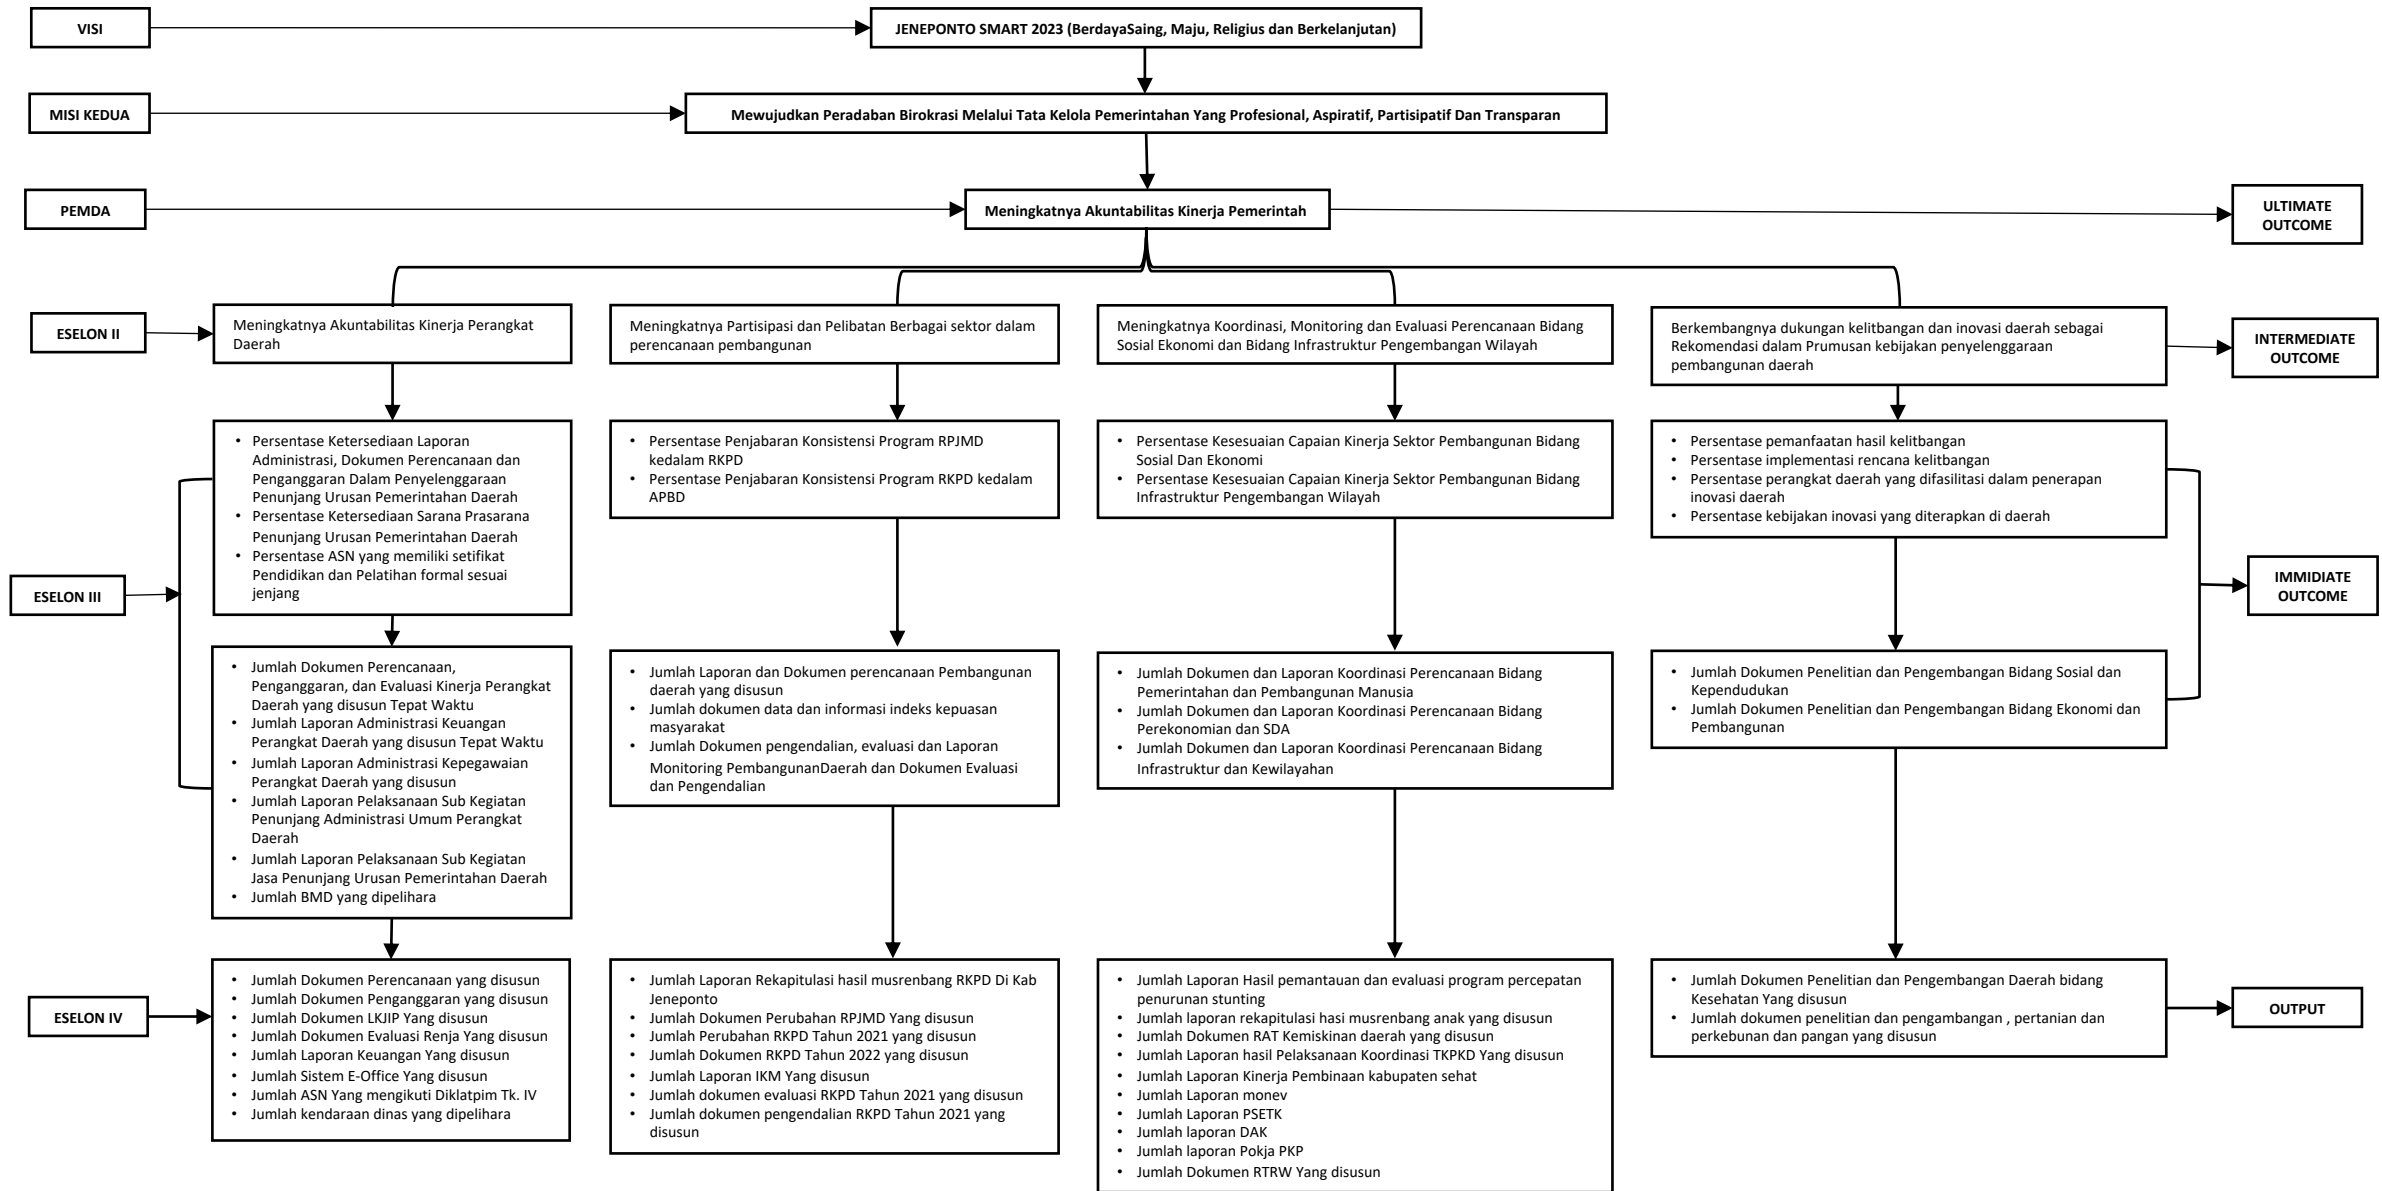 VISI
JENEPONTO SMART 2023 (BerdayaSaing, Maju, Religius dan Berkelanjutan)
MISI KEDUA
Mewujudkan Peradaban Birokrasi Melalui Tata Kelola Pemerintahan Yang Profesional, Aspiratif, Partisipatif Dan Transparan
PEMDA
Meningkatnya Akuntabilitas Kinerja Pemerintah
ULTIMATE
OUTCOME
ESELON II
Meningkatnya Akuntabilitas Kinerja Perangkat
Daerah
Meningkatnya Partisipasi dan Pelibatan Berbagai sektor dalam
perencanaan pembangunan
Meningkatnya Koordinasi, Monitoring dan Evaluasi Perencanaan Bidang
Sosial Ekonomi dan Bidang Infrastruktur Pengembangan Wilayah
Berkembangnya dukungan kelitbangan dan inovasi daerah sebagai
Rekomendasi dalam Prumusan kebijakan penyelenggaraan
pembangunan daerah
INTERMEDIATE
OUTCOME
ESELON III
• Persentase Ketersediaan Laporan
Administrasi, Dokumen Perencanaan dan
Penganggaran Dalam Penyelenggaraan
Penunjang Urusan Pemerintahan Daerah
• Persentase Ketersediaan Sarana Prasarana
Penunjang Urusan Pemerintahan Daerah
• Persentase ASN yang memiliki setifikat
Pendidikan dan Pelatihan formal sesuai
jenjang
• Persentase Penjabaran Konsistensi Program RPJMD
kedalam RKPD
• Persentase Penjabaran Konsistensi Program RKPD kedalam
APBD
• Persentase Kesesuaian Capaian Kinerja Sektor Pembangunan Bidang
Sosial Dan Ekonomi
• Persentase Kesesuaian Capaian Kinerja Sektor Pembangunan Bidang
Infrastruktur Pengembangan Wilayah
• Persentase pemanfaatan hasil kelitbangan
• Persentase implementasi rencana kelitbangan
• Persentase perangkat daerah yang difasilitasi dalam penerapan
inovasi daerah
• Persentase kebijakan inovasi yang diterapkan di daerah
IMMIDIATE
OUTCOME
• Jumlah Dokumen Perencanaan,
Penganggaran, dan Evaluasi Kinerja Perangkat
Daerah yang disusun Tepat Waktu
• Jumlah Laporan Administrasi Keuangan
Perangkat Daerah yang disusun Tepat Waktu
• Jumlah Laporan Administrasi Kepegawaian
Perangkat Daerah yang disusun
• Jumlah Laporan Pelaksanaan Sub Kegiatan
Penunjang Administrasi Umum Perangkat
Daerah
• Jumlah Laporan Pelaksanaan Sub Kegiatan
Jasa Penunjang Urusan Pemerintahan Daerah
• Jumlah BMD yang dipelihara
• Jumlah Laporan dan Dokumen perencanaan Pembangunan
daerah yang disusun
• Jumlah dokumen data dan informasi indeks kepuasan
masyarakat
• Jumlah Dokumen pengendalian, evaluasi dan Laporan
Monitoring PembangunanDaerah dan Dokumen Evaluasi
dan Pengendalian
• Jumlah Dokumen dan Laporan Koordinasi Perencanaan Bidang
Pemerintahan dan Pembangunan Manusia
• Jumlah Dokumen dan Laporan Koordinasi Perencanaan Bidang
Perekonomian dan SDA
• Jumlah Dokumen dan Laporan Koordinasi Perencanaan Bidang
Infrastruktur dan Kewilayahan
• Jumlah Dokumen Penelitian dan Pengembangan Bidang Sosial dan
Kependudukan
• Jumlah Dokumen Penelitian dan Pengembangan Bidang Ekonomi dan
Pembangunan
ESELON IV
• Jumlah Dokumen Perencanaan yang disusun
• Jumlah Dokumen Penganggaran yang disusun
• Jumlah Dokumen LKJIP Yang disusun
• Jumlah Dokumen Evaluasi Renja Yang disusun
• Jumlah Laporan Keuangan Yang disusun
• Jumlah Sistem E-Office Yang disusun
• Jumlah ASN Yang mengikuti Diklatpim Tk. IV
• Jumlah kendaraan dinas yang dipelihara
• Jumlah Laporan Rekapitulasi hasil musrenbang RKPD Di Kab
Jeneponto
• Jumlah Dokumen Perubahan RPJMD Yang disusun
• Jumlah Perubahan RKPD Tahun 2021 yang disusun
• Jumlah Dokumen RKPD Tahun 2022 yang disusun
• Jumlah Laporan IKM Yang disusun
• Jumlah dokumen evaluasi RKPD Tahun 2021 yang disusun
• Jumlah dokumen pengendalian RKPD Tahun 2021 yang
disusun
• Jumlah Laporan Hasil pemantauan dan evaluasi program percepatan
penurunan stunting
• Jumlah laporan rekapitulasi hasi musrenbang anak yang disusun
• Jumlah Dokumen RAT Kemiskinan daerah yang disusun
• Jumlah Laporan hasil Pelaksanaan Koordinasi TKPKD Yang disusun
• Jumlah Laporan Kinerja Pembinaan kabupaten sehat
• Jumlah Laporan monev
• Jumlah Laporan PSETK
• Jumlah laporan DAK
• Jumlah laporan Pokja PKP
• Jumlah Dokumen RTRW Yang disusun
• Jumlah Dokumen Penelitian dan Pengembangan Daerah bidang
Kesehatan Yang disusun
• Jumlah dokumen penelitian dan pengambangan , pertanian dan
perkebunan dan pangan yang disusun
OUTPUT